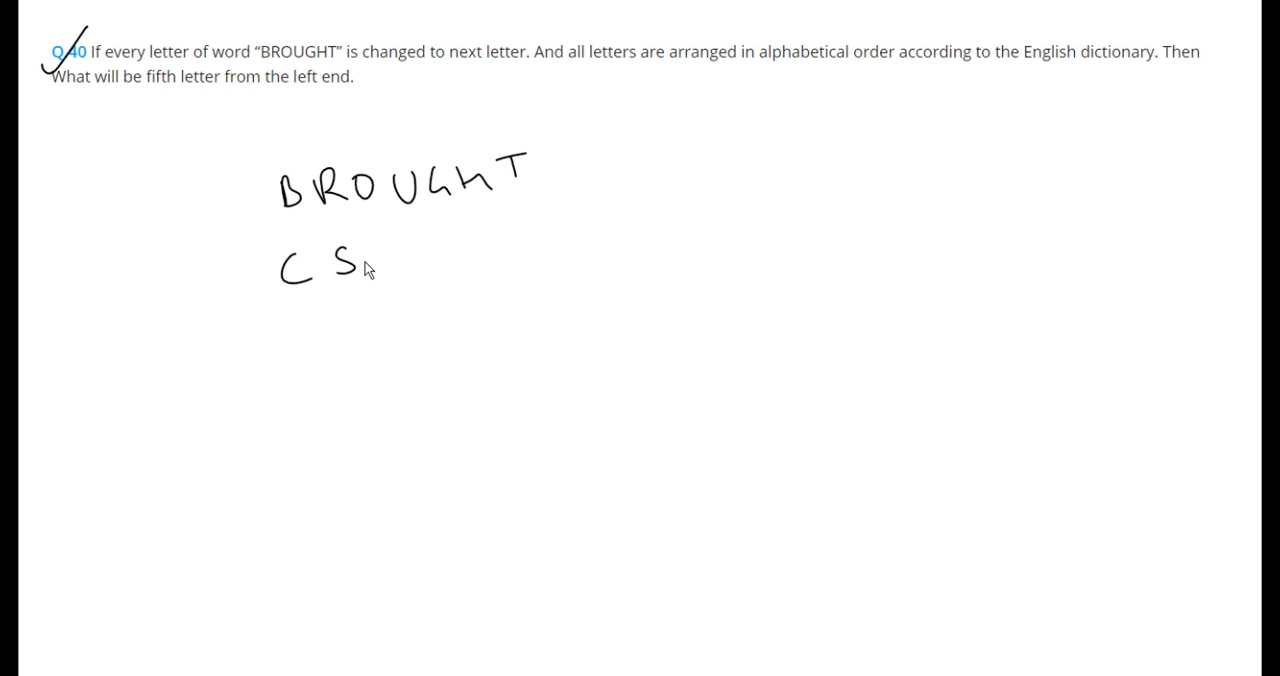 Q.40 If every letter of word “BROUGHT” is changed to next letter. And all letters are arranged in alphabetical order according to the English dictionary. Then
What will be fifth letter from the left end.
BROUGHT
C S